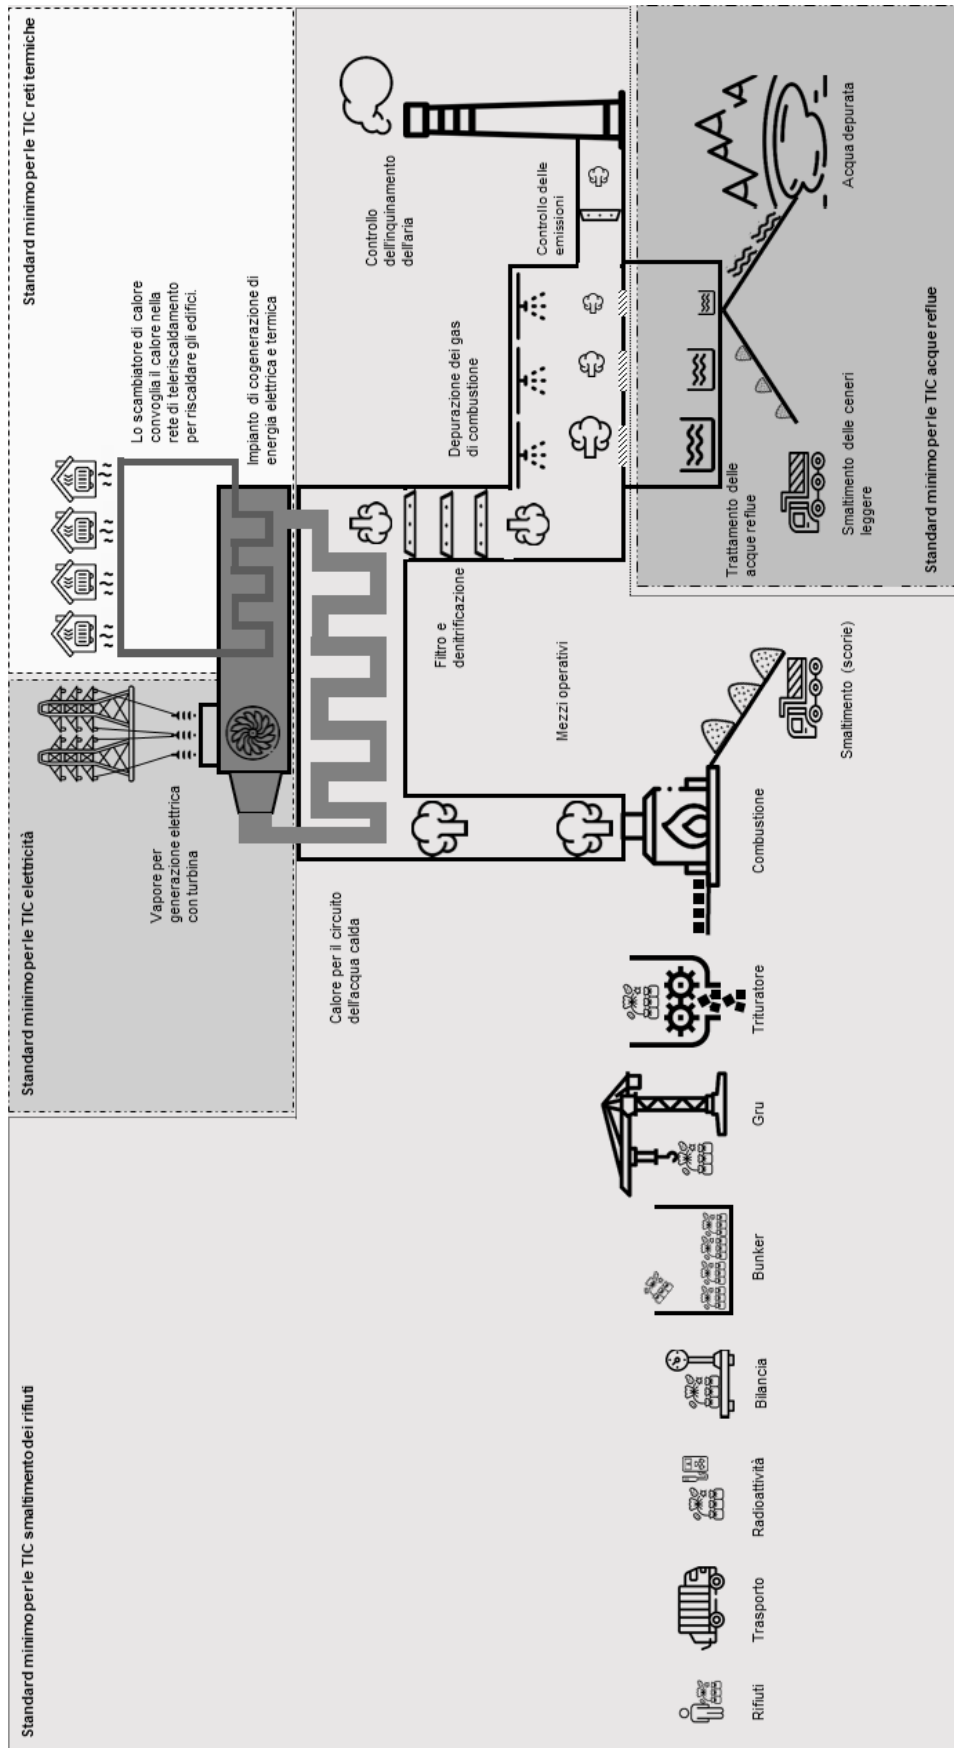 Standard minimo per le TIC smaltimento dei rifiuti
Standard minimo per le TIC elettricità
Standard minimo per le TIC reti termiche
Vapore per
generazione elettrica
con turbina
Lo scambiatore di calore
convoglia il calore nella
rete di teleriscaldamento
per riscaldare gli edifici.
Impianto di cogenerazione di
energia elettrica e termica
Calore per il circuito
dell'acqua calda
Controllo
dell'inquinamento
dell'aria
Filtro e
denitrificazione
Depurazione dei gas
di combustione
Controllo delle
emissioni
Mezzi operativi
Rifiuti
Trasporto
Radioattività
Bilancia
Bunker
Gru
Trituratore
Combustione
Smaltimento (scorie)
Trattamento delle
acque reflue
Smaltimento delle ceneri
leggere
Acqua depurata
Standard minimo per le TIC acque reflue